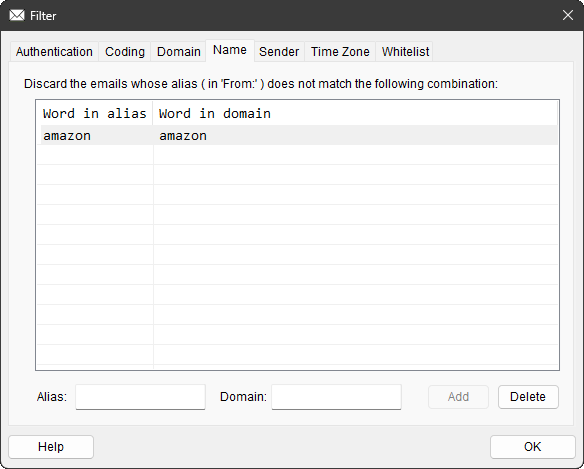 Filter
Authentication Coding Domain Name Sender Time Zone Whitelist
Discard the emails whose alias ( in 'From:' ) does not match the following combination:
Word in alias Word in domain
amazon amazon
Alias: Domain: Add Delete
Help OK